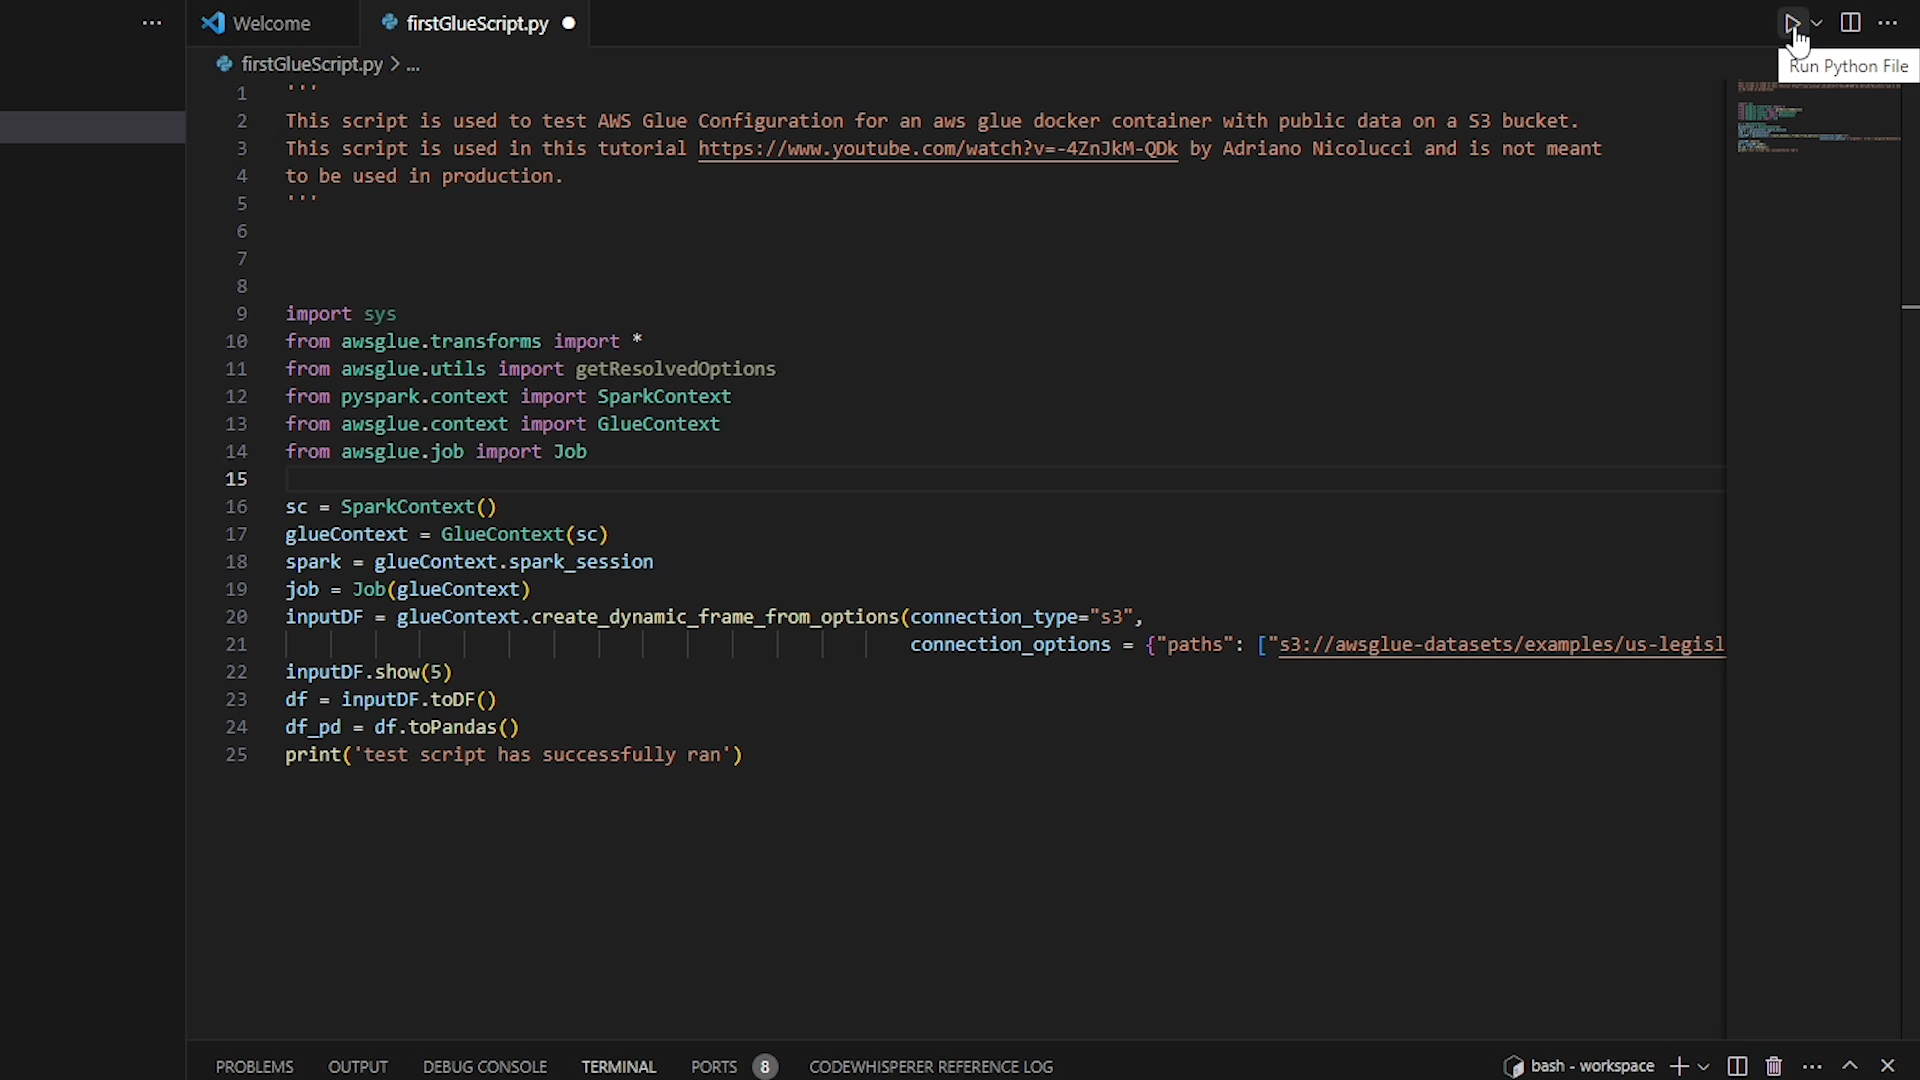 Welcome
firstGlueScript.py
Run Python File
firstGlueScript.py > ...
1 '''
2 This script is used to test AWS Glue Configuration for an aws glue docker container with public data on a S3 bucket.
3 This script is used in this tutorial https://www.youtube.com/watch?v=-4ZnJkM-QDk by Adriano Nicolucci and is not meant
4 to be used in production.
5 '''
6
7
8
9 import sys
10 from awsglue.transforms import *
11 from awsglue.utils import getResolvedOptions
12 from pyspark.context import SparkContext
13 from awsglue.context import GlueContext
14 from awsglue.job import Job
15
16 sc = SparkContext()
17 glueContext = GlueContext(sc)
18 spark = glueContext.spark_session
19 job = Job(glueContext)
20 inputDF = glueContext.create_dynamic_frame_from_options(connection_type="s3",
21 connection_options = {"paths": ["s3://awsglue-datasets/examples/us-legisl
22 inputDF.show(5)
23 df = inputDF.toDF()
24 df_pd = df.toPandas()
25 print('test script has successfully ran')
PROBLEMS OUTPUT DEBUG CONSOLE TERMINAL PORTS 8 CODEWHISPERER REFERENCE LOG bash - workspace